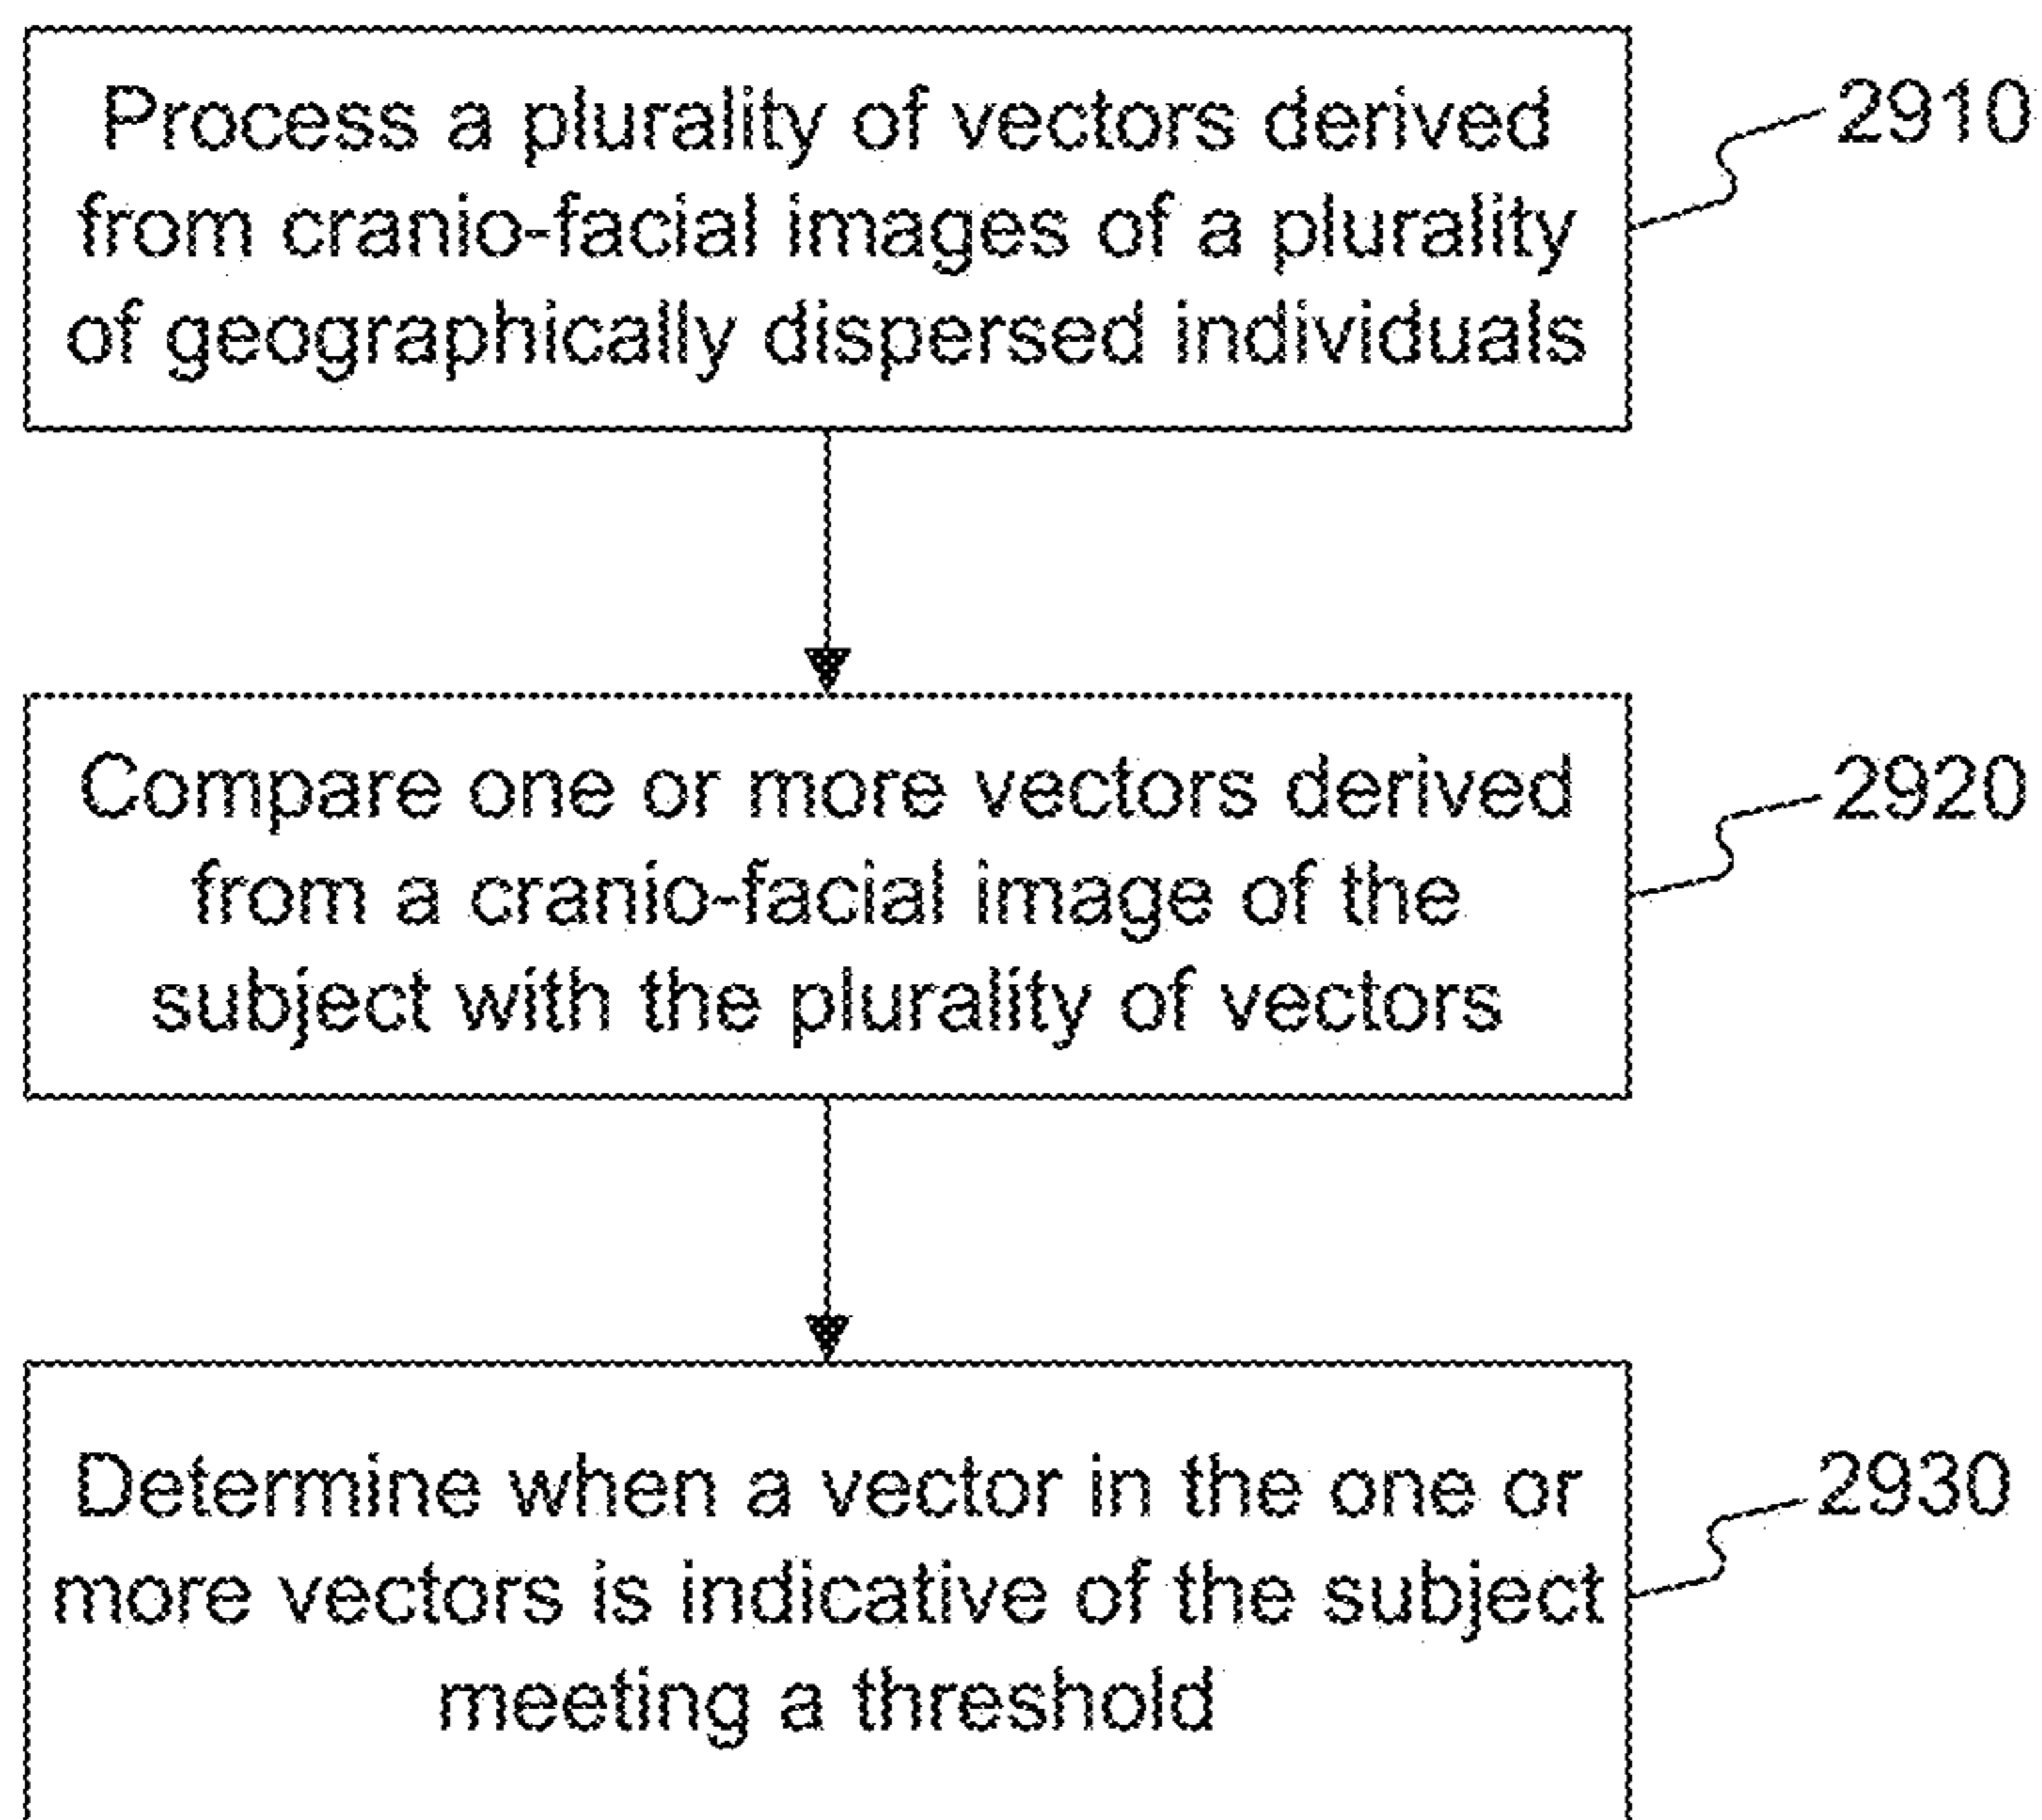 Process a plurality of vectors derived
from cranio-facial images of a plurality
of geographically dispersed individuals
2910
Compare one or more vectors derived
from a cranio-facial image of the
subject with the plurality of vectors
2920
Determine when a vector in the one or
more vectors is indicative of the subject
meeting a threshold
2930